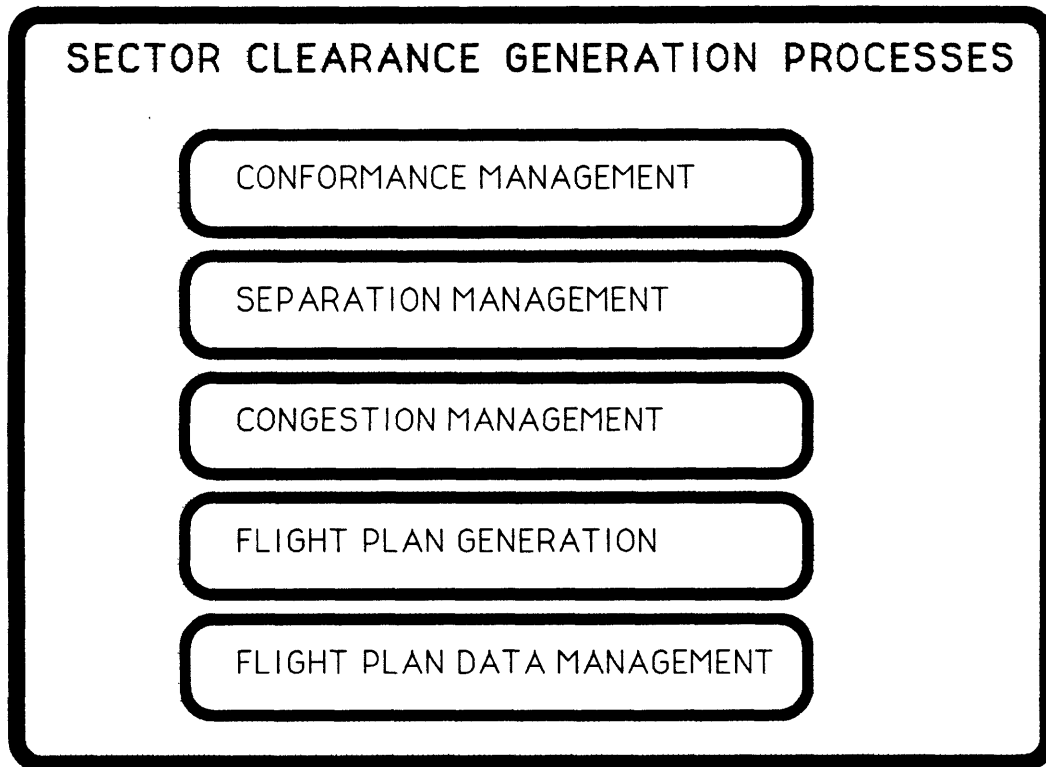 SECTOR CLEARANCE GENERATION PROCESSES
CONFORMANCE MANAGEMENT
SEPARATION MANAGEMENT
CONGESTION MANAGEMENT
FLIGHT PLAN GENERATION
FLIGHT PLAN DATA MANAGEMENT